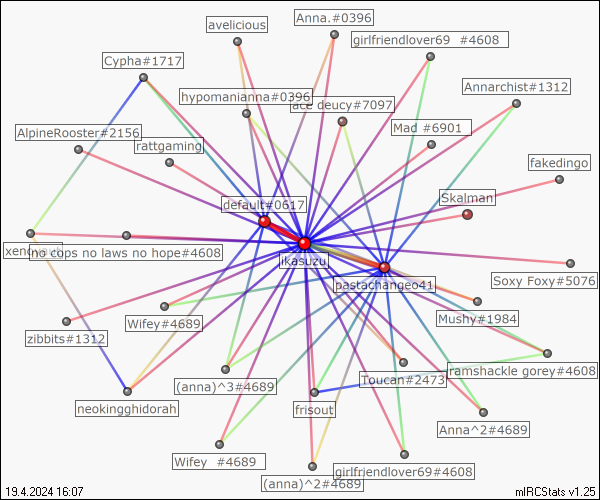 avelicious
Anna.#0396
girlfriendlover69 #4608
Cypha#1717
Annarchist#1312
hypomanianna#0396
ace deucy#7097
Mad #6901
AlpineRooster#2156
rattgaming
fakedingo
Skalman
default#0617
no cops no laws no hope#4608
ikasuzu
pastachangeo41
Soxy Foxy#5076
Wifey#4689
Mushy#1984
zibbits#1312
ranshackle gorey#4608
(anna)^3#4689
Toucan#2473
neokingghidorah
frisout
Anna^2#4689
Wifey #4689
girlfriendlover69#4608
(anna)^2#4689
19.4.2024 16:07
mIRCStats v1.25